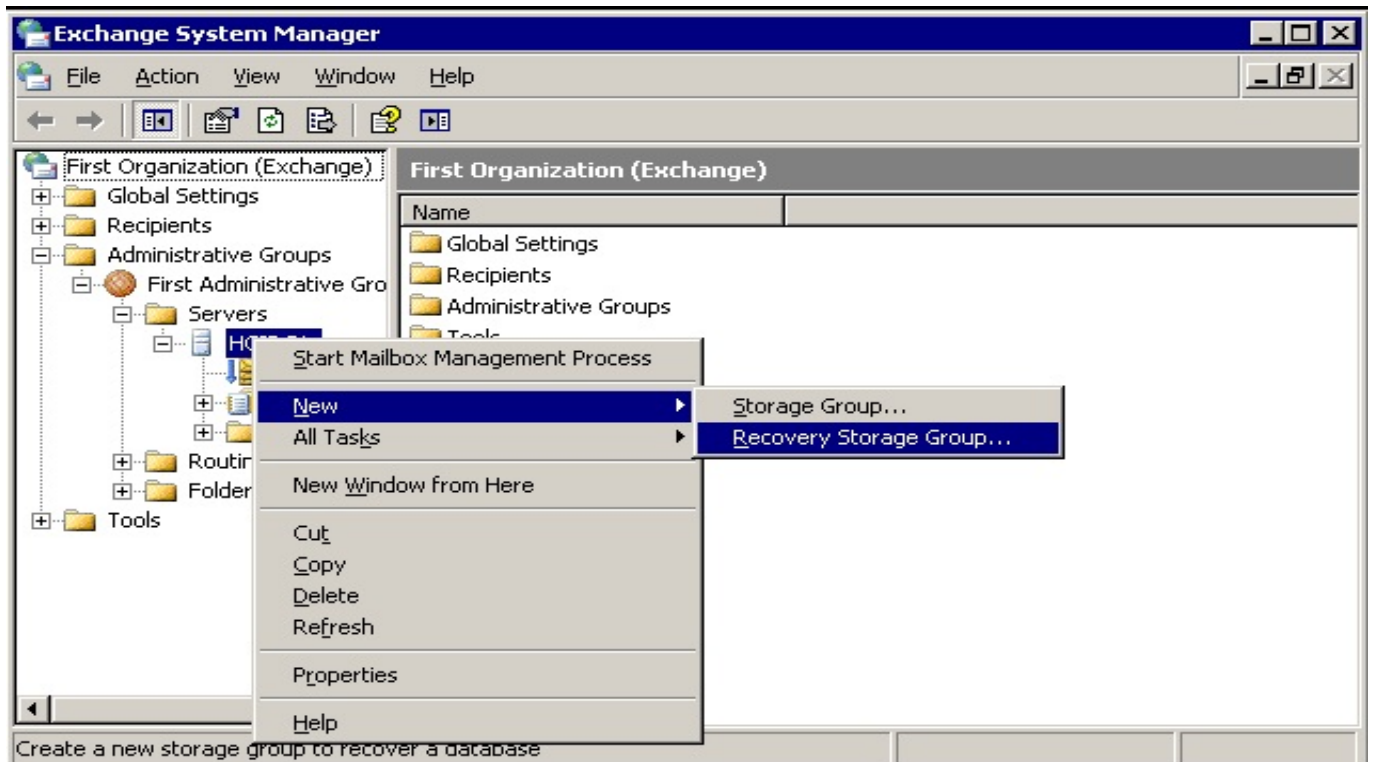 Exchange System Manager
File Action View Window Help
First Organization (Exchange)
Global Settings
Recipients
Administrative Groups
First Administrative Gro
Servers
Routin
Folder
Tools
First Organization (Exchange)
Name
Global Settings
Recipients
Administrative Groups
Tools
Start Mailbox Management Process
New
All Tasks
New Window from Here
Cut
Copy
Delete
Refresh
Properties
Help
Storage Group...
Recovery Storage Group...
Create a new storage group to recover a database